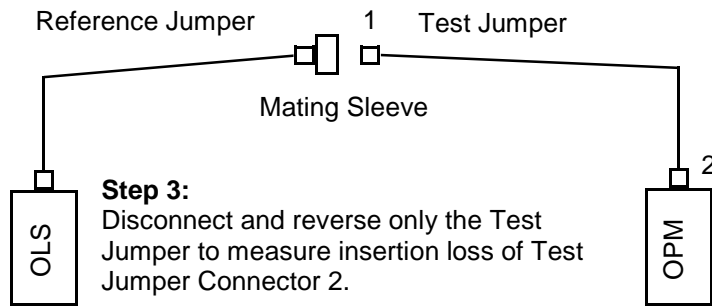 Reference Jumper 1 Test Jumper
Mating Sleeve
2
Step 3:
Disconnect and reverse only the Test
Jumper to measure insertion loss of Test
Jumper Connector 2.
OLS
OPM